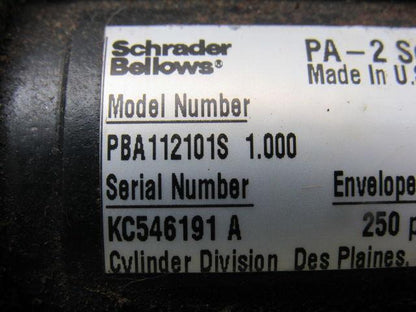 Schrader
Bellows®
PA-2 Se
Made In U.S
Model Number
PBA112101S 1.000
Serial Number
Envelope
KC546191 A
250 p
Cylinder Division Des Plaines,